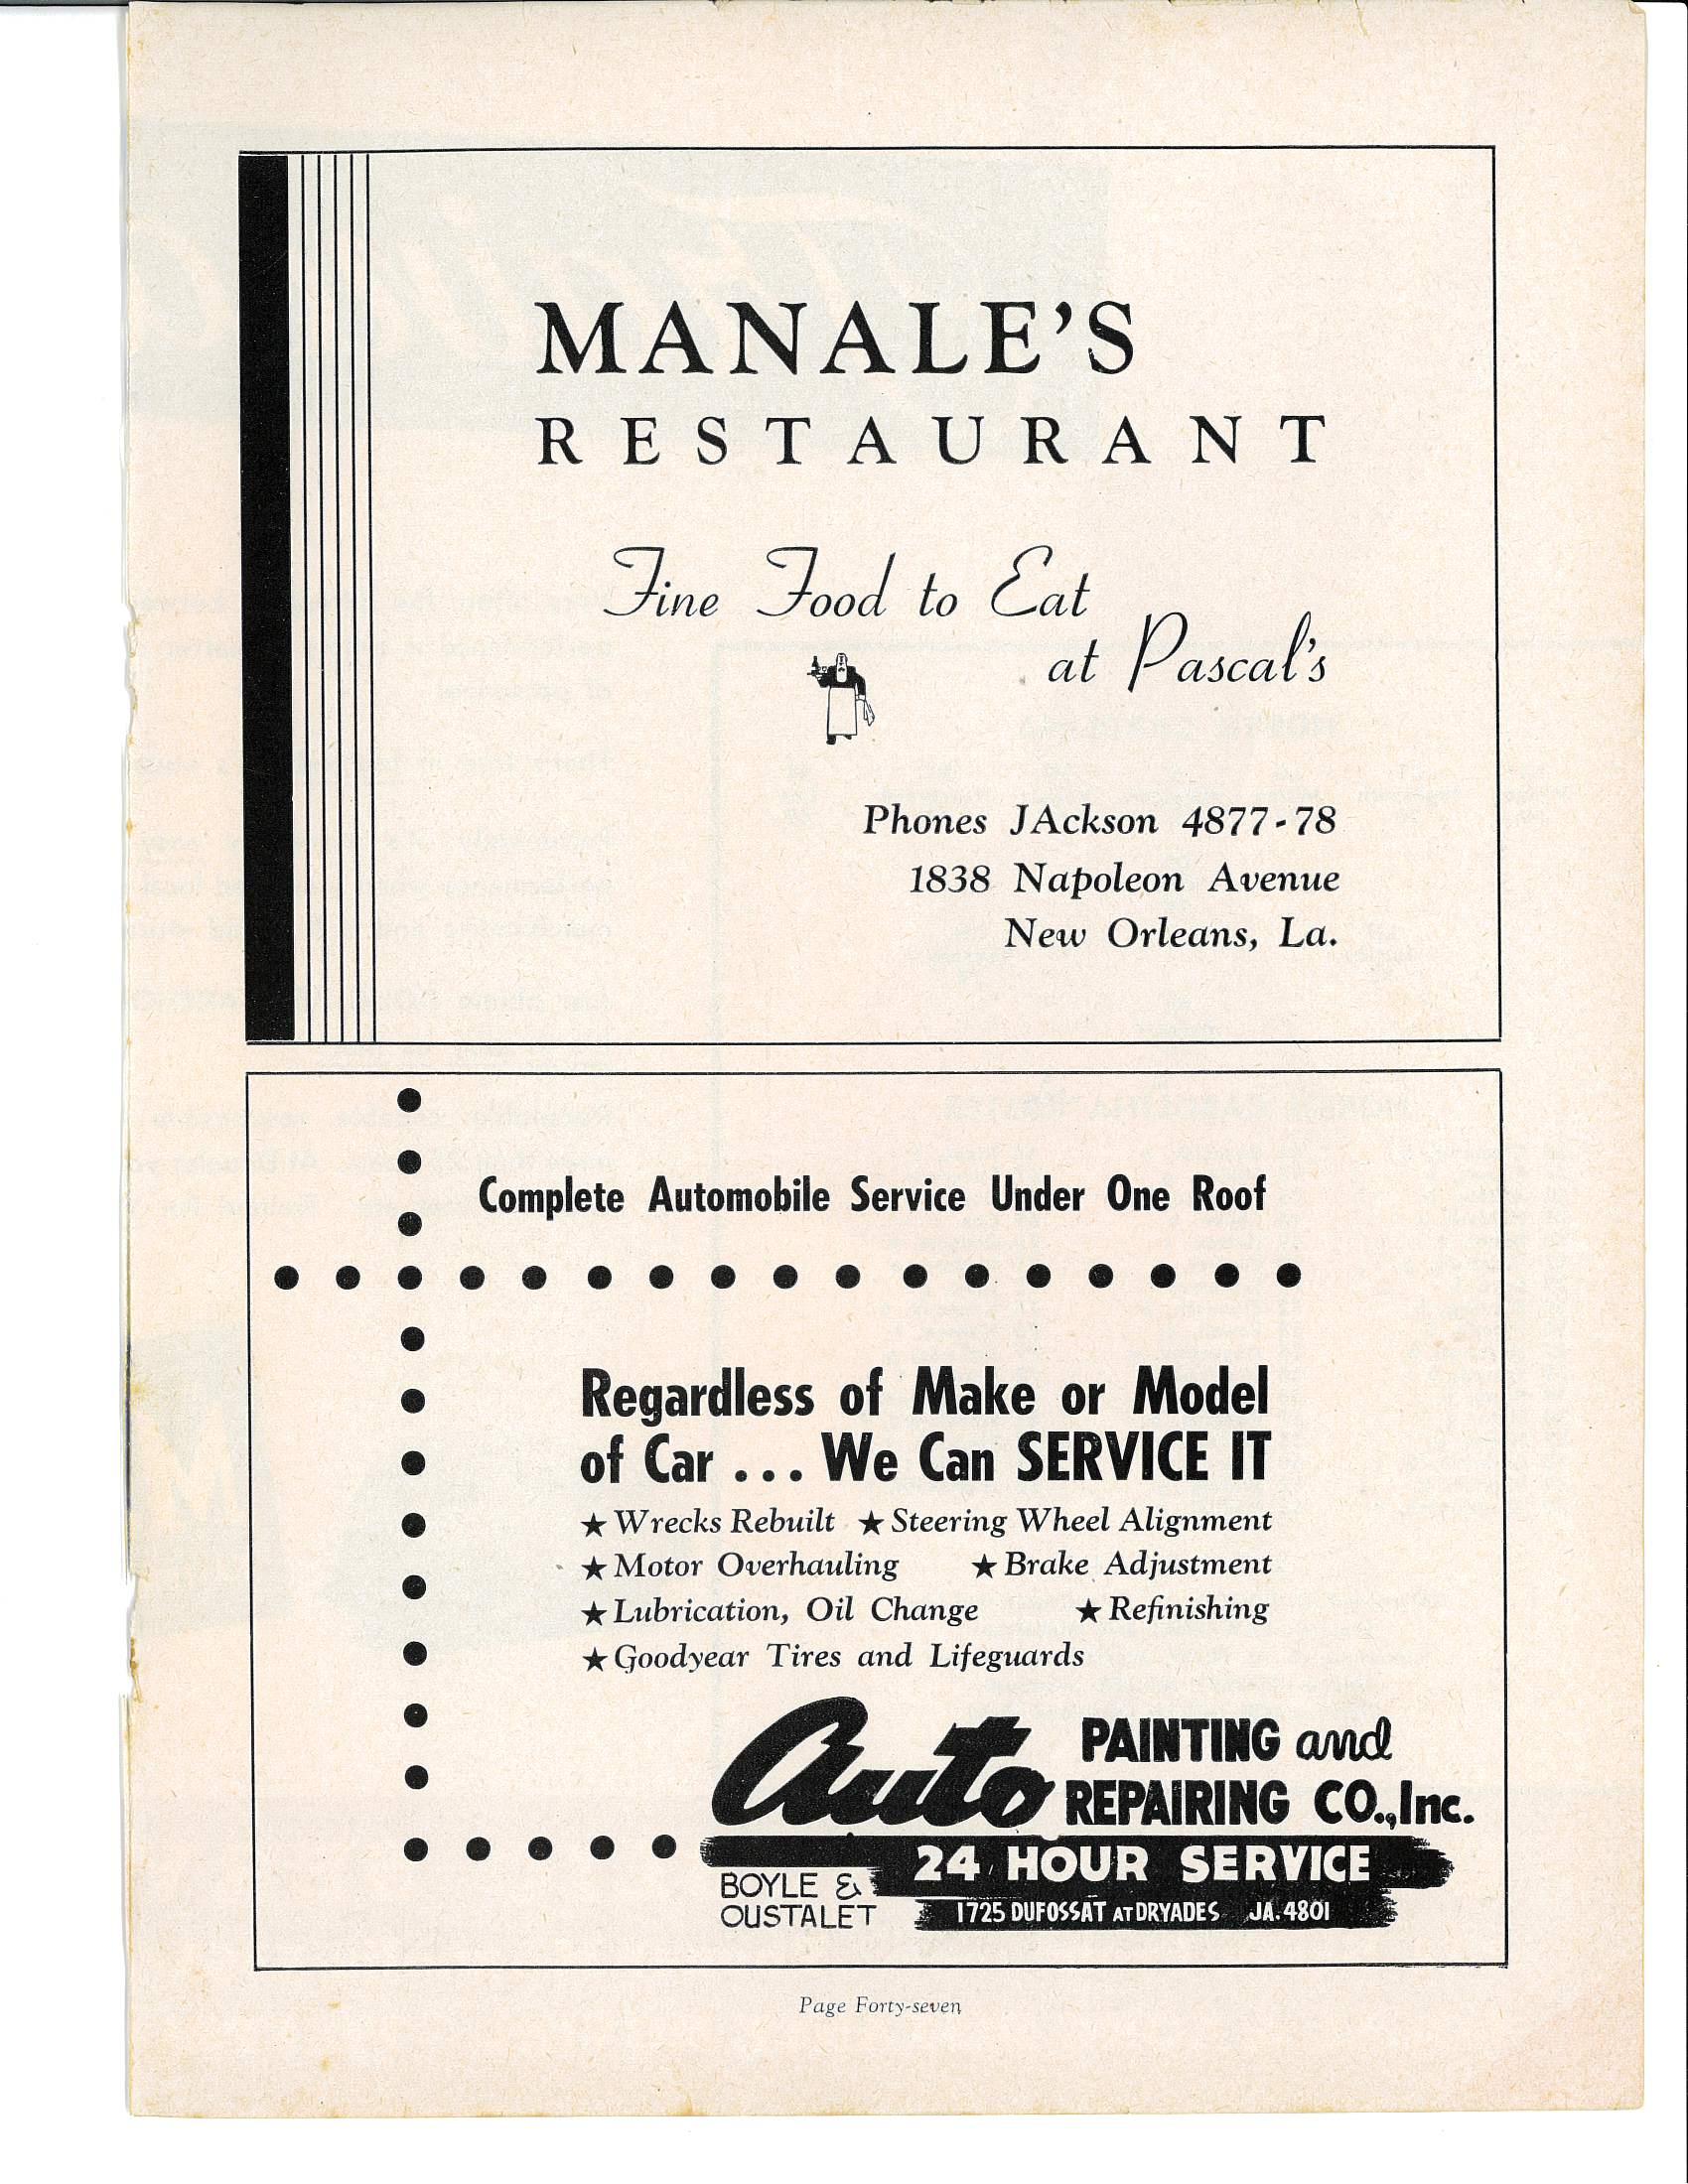 MANALE'S
RESTAURANT
Fine Food to Eat
at Pascal's
Phones JAckson 4877-78
1838 Napoleon Avenue
New Orleans, La.
Complete Automobile Service Under One Roof
Regardless of Make or Model
of Car ... We Can SERVICE IT
★ Wrecks Rebuilt ★ Steering Wheel Alignment
★ Motor Overhauling ★ Brake Adjustment
★ Lubrication, Oil Change ★ Refinishing
★ Goodyear Tires and Lifeguards
Auto PAINTING and
REPAIRING CO., Inc.
24 HOUR SERVICE
BOYLE &
OUSTALET
1725 DUFOSSAT AT DRYADES JA. 4801
Page Forty-seven